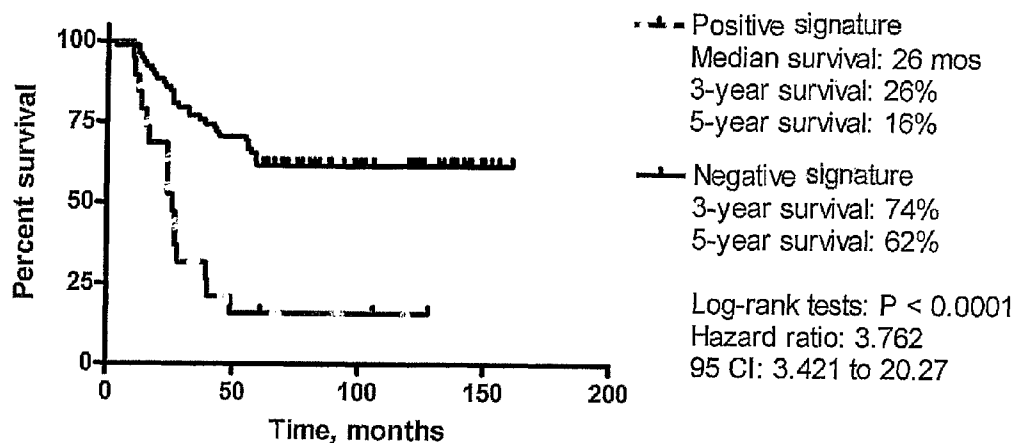 100
75
50
25
0
Percent survival
0
50
100
150
200
Time, months
Positive signature
Median survival: 26 mos
3-year survival: 26%
5-year survival: 16%
Negative signature
3-year survival: 74%
5-year survival: 62%
Log-rank tests: P < 0.0001
Hazard ratio: 3.762
95 CI: 3.421 to 20.27